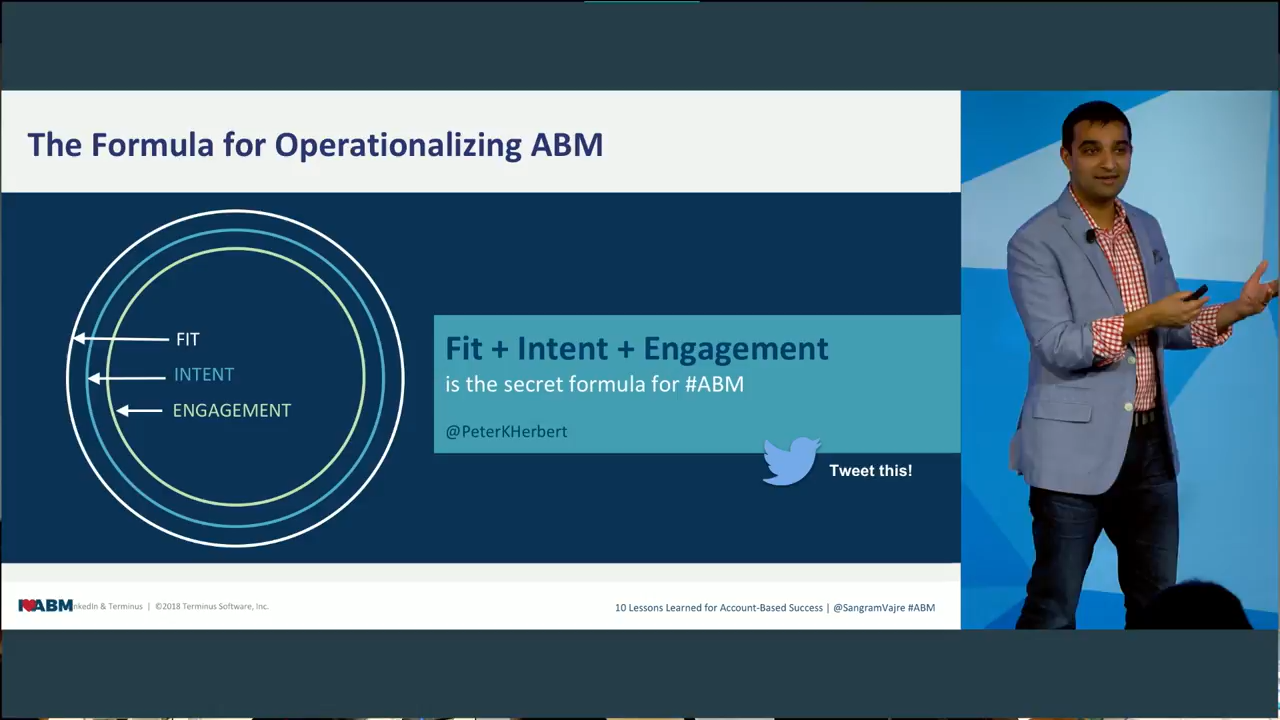 The Formula for Operationalizing ABM
FIT
INTENT
ENGAGEMENT
Fit + Intent + Engagement
is the secret formula for #ABM
@PeterKHerbert
Tweet this!
ABM
nkedIn & Terminus | ©2018 Terminus Software, Inc.
10 Lessons Learned for Account-Based Success | @SangramVajre #ABM